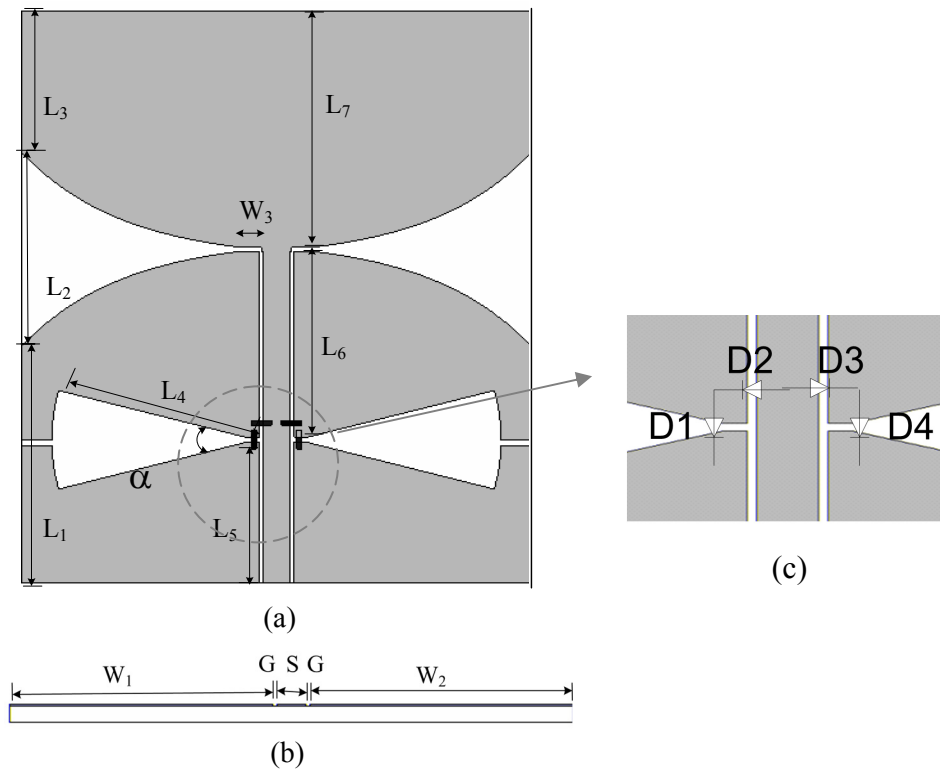 L₃
L₇
W₃
L₂
L₆
L₄
α
L₅
L₁
(a)
D2 D3
D1 D4
(c)
G S G
W₁ W₂
(b)